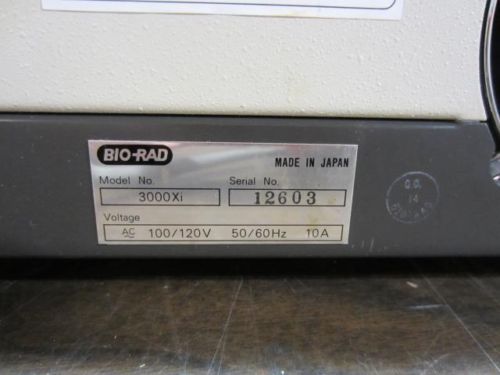 BIO-RAD
MADE IN JAPAN
Model No. Serial No.
3000Xi 12603
Voltage
AC 100/120V 50/60Hz 10A
14